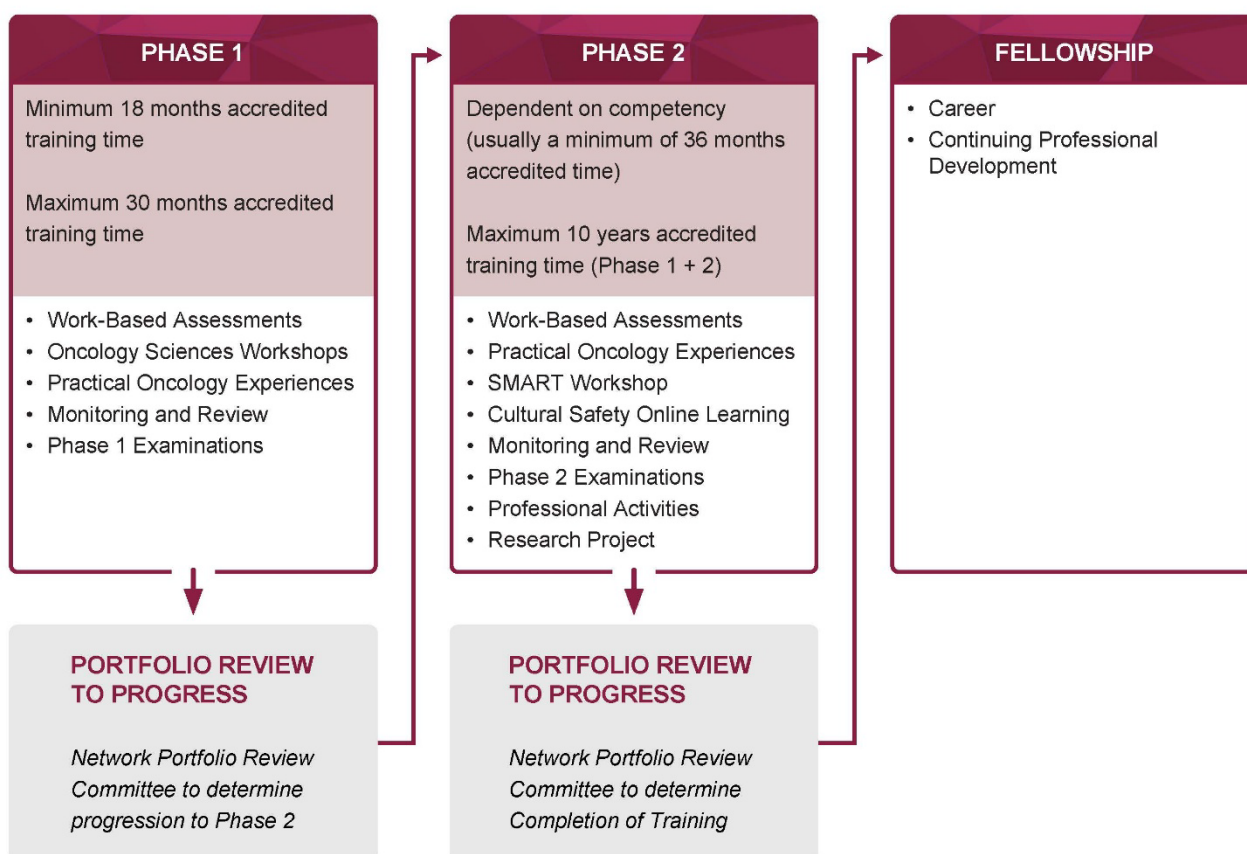 PHASE 1
Minimum 18 months accredited
training time
Maximum 30 months accredited
training time
• Work-Based Assessments
• Oncology Sciences Workshops
• Practical Oncology Experiences
• Monitoring and Review
• Phase 1 Examinations
PORTFOLIO REVIEW
TO PROGRESS
Network Portfolio Review
Committee to determine
progression to Phase 2
PHASE 2
Dependent on competency
(usually a minimum of 36 months
accredited time)
Maximum 10 years accredited
training time (Phase 1 + 2)
• Work-Based Assessments
• Practical Oncology Experiences
• SMART Workshop
• Cultural Safety Online Learning
• Monitoring and Review
• Phase 2 Examinations
• Professional Activities
• Research Project
PORTFOLIO REVIEW
TO PROGRESS
Network Portfolio Review
Committee to determine
Completion of Training
FELLOWSHIP
• Career
• Continuing Professional
Development